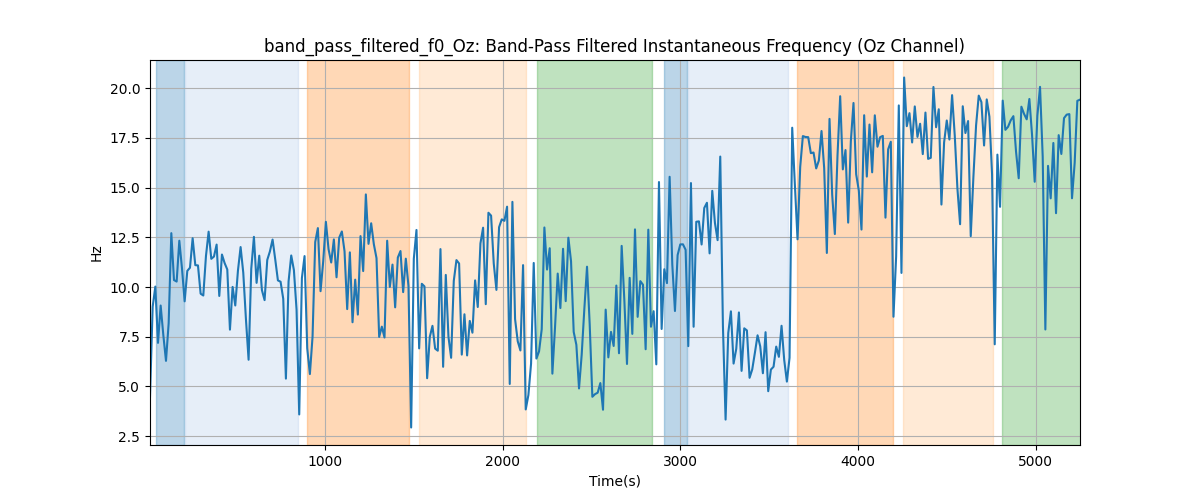 band_pass_filtered_f0_Oz: Band-Pass Filtered Instantaneous Frequency (Oz Channel)
20.0
17.5
15.0
12.5
10.0
7.5
5.0
2.5
Hz
1000 2000 3000 4000 5000
Time(s)